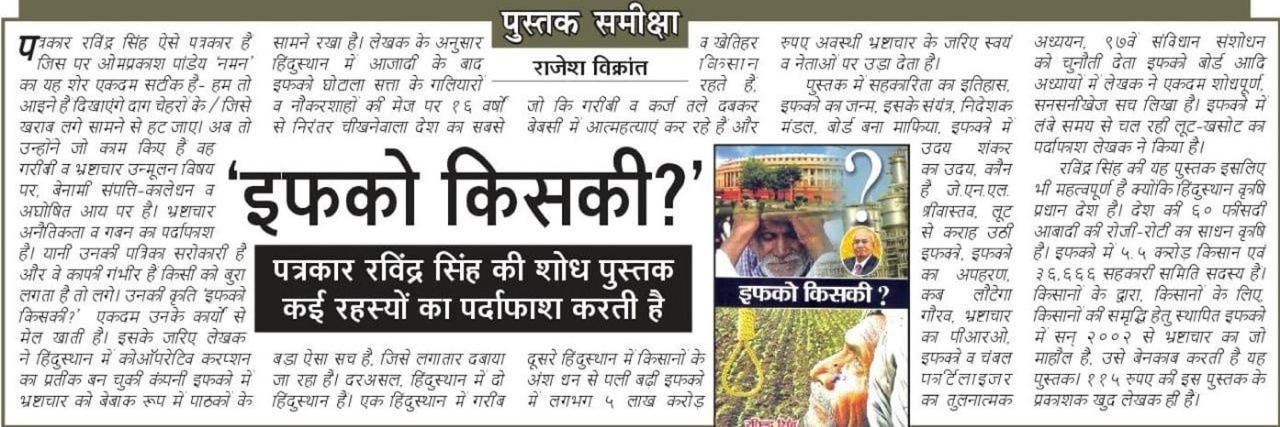 पुस्तक समीक्षा
राजेश विक्रांत
'इफको किसकी?'
पत्रकार रविंद्र सिंह की शोध पुस्तक
कई रहस्यों का पर्दाफाश करती है
पत्रकार रविंद्र सिंह ऐसे पत्रकार हैं
जिस पर ओमप्रकाश पांडेय 'नमन'
का यह शेर एकदम सटीक है- हम तो
आइने हैं दिखाएंगे दाग चेहरों के / जिसे
खराब लगे सामने से हट जाए। अब तो
उन्होंने जो काम किए हैं वह
गरीबी व भ्रष्टाचार उन्मूलन विषय
पर, बेनामी संपत्ति-कालेधन व
अघोषित आय पर है। भ्रष्टाचार
अनैतिकता व गबन का पर्दाफाश
है। यानी उनकी पत्रिका सरोकारी है
और वे काफी गंभीर हैं किसी को बुरा
लगता है तो लगे। उनकी कृति 'इफको
किसकी?' एकदम उनके कार्यों से
मेल खाती है। इसके जरिए लेखक
ने हिंदुस्थान में कोऑपरेटिव करप्शन
का प्रतीक बन चुकी कंपनी इफको में
भ्रष्टाचार को बेबाक रूप में पाठकों के
सामने रखा है। लेखक के अनुसार
हिंदुस्थान में आजादी के बाद
इफको घोटाला सत्ता के गलियारों
व नौकरशाहों की मेज पर १६ वर्षों
से निरंतर चीखनेवाला देश का सबसे
बड़ा ऐसा सच है, जिसे लगातार दबाया
जा रहा है। दरअसल, हिंदुस्थान में दो
हिंदुस्थान हैं। एक हिंदुस्थान में गरीब
व खेतिहर
किसान
रहते हैं,
जो कि गरीबी व कर्ज तले दबकर
बेबसी में आत्महत्याएं कर रहे हैं और
दूसरे हिंदुस्थान में किसानों के
अंश धन से पली बढ़ी इफको
में लगभग ५ लाख करोड़
रुपए अवस्थी भ्रष्टाचार के जरिए स्वयं
व नेताओं पर उड़ा देता है।
पुस्तक में सहकारिता का इतिहास,
इफको का जन्म, इसके संयंत्र, निदेशक
मंडल, बोर्ड बना माफिया, इफको में
उदय शंकर
का उदय, कौन
हैं जे.एन.एल.
श्रीवास्तव, लूट
से कराह उठी
इफको, इफको
का अपहरण,
कब लौटेगा
गौरव, भ्रष्टाचार
का पीआरओ,
इफको व चंबल
फर्टिलाइजर
का तुलनात्मक
अध्ययन, ९७वें संविधान संशोधन
को चुनौती देता इफको बोर्ड आदि
अध्यायों में लेखक ने एकदम शोधपूर्ण,
सनसनीखेज सच लिखा है। इफको में
लंबे समय से चल रही लूट-खसोट का
पर्दाफाश लेखक ने किया है।
रविंद्र सिंह की यह पुस्तक इसलिए
भी महत्वपूर्ण है क्योंकि हिंदुस्थान कृषि
प्रधान देश है। देश की ६० फीसदी
आबादी की रोजी-रोटी का साधन कृषि
है। इफको में ५.५ करोड़ किसान एवं
३६,६६६ सहकारी समिति सदस्य हैं।
किसानों के द्वारा, किसानों के लिए,
किसानों की समृद्धि हेतु स्थापित इफको
में सन् २००२ से भ्रष्टाचार का जो
माहौल है, उसे बेनकाब करती है यह
पुस्तक। ११५ रुपए की इस पुस्तक के
प्रकाशक खुद लेखक ही हैं।
?
इफको किसकी ?
रविन्द्र सिंह